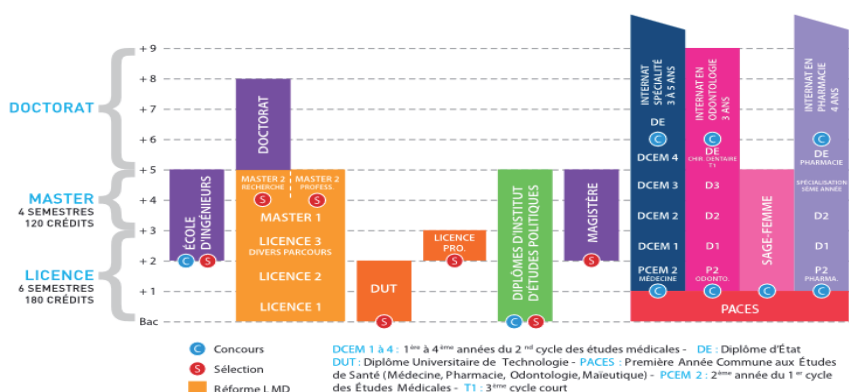 + 9
+ 8
+ 7
+ 6
+ 5
+ 4
+ 3
+ 2
+ 1
Bac
DOCTORAT
MASTER
4 SEMESTRES
120 CRÉDITS
LICENCE
6 SEMESTRES
180 CRÉDITS
ÉCOLE
D'INGÉNIEURS
C
S
DOCTORAT
MASTER 2
RECHERCHE
S
MASTER 2
PROFESS.
S
MASTER 1
LICENCE 3
DIVERS PARCOURS
LICENCE 2
LICENCE 1
DUT
S
LICENCE
PRO.
S
DIPLÔMES D'INSTITUT
D'ÉTUDES POLITIQUES
C
S
MAGISTÈRE
S
INTERNAT
SPÉCIALITÉ
3 À 5 ANS
C
DE
DCEM 4
DCEM 3
DCEM 2
DCEM 1
PCEM 2
MÉDECINE
C
INTERNAT EN
ODONTOLOGIE
3 ANS
C
DE
CHIR. DENTAIRE
T1
D3
D2
D1
P2
ODONTO.
C
SAGE-FEMME
C
INTERNAT EN
PHARMACIE
4 ANS
C
DE
PHARMACIE
SPÉCIALISATION
5ÈME ANNÉE
D2
D1
P2
PHARMA.
C
PACES
C Concours
S Sélection
Réforme LMD
DCEM 1 à 4 : 1ère à 4ème années du 2nd cycle des études médicales - DE : Diplôme d'État
DUT : Diplôme Universitaire de Technologie - PACES : Première Année Commune aux Études
de Santé (Médecine, Pharmacie, Odontologie, Maïeutique) - PCEM 2 : 2ème année du 1er cycle
des Études Médicales - T1 : 3ème cycle court